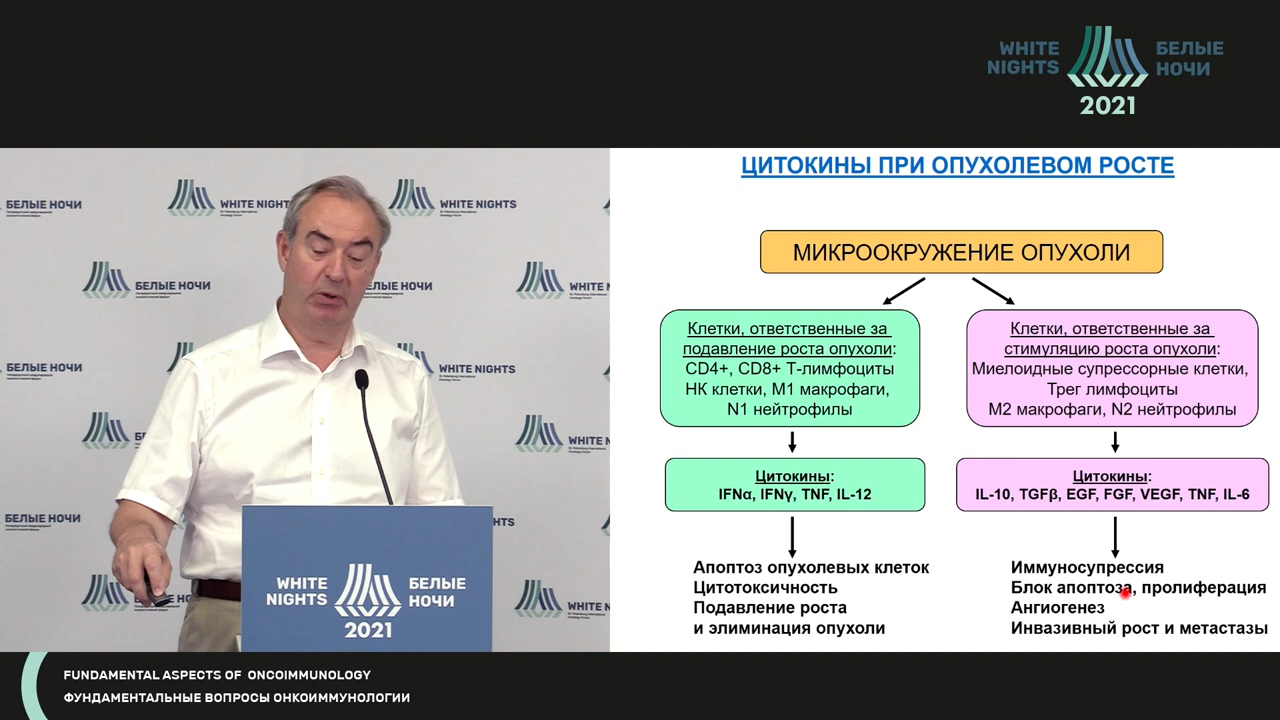 WHITE
NIGHTS
БЕЛЫЕ
НОЧИ
2021
ЦИТОКИНЫ ПРИ ОПУХОЛЕВОМ РОСТЕ
МИКРООКРУЖЕНИЕ ОПУХОЛИ
Клетки, ответственные за
подавление роста опухоли:
CD4+, CD8+ Т-лимфоциты
НК клетки, М1 макрофаги,
N1 нейтрофилы
Клетки, ответственные за
стимуляцию роста опухоли:
Миелоидные супрессорные клетки,
Трег лимфоциты
М2 макрофаги, N2 нейтрофилы
Цитокины:
IFNα, IFNγ, TNF, IL-12
Цитокины:
IL-10, TGFβ, EGF, FGF, VEGF, TNF, IL-6
Апоптоз опухолевых клеток
Цитотоксичность
Подавление роста
и элиминация опухоли
Иммуносупрессия
Блок апоптоза, пролиферация
Ангиогенез
Инвазивный рост и метастазы
БЕЛЫЕ НОЧИ
WHITE NIGHTS
WHITE NIGHTS
БЕЛЫЕ НОЧИ
WHITE
NIGHTS
БЕЛЫЕ
НОЧИ
2021
FUNDAMENTAL ASPECTS OF ONCOIMMUNOLOGY
ФУНДАМЕНТАЛЬНЫЕ ВОПРОСЫ ОНКОИММУНОЛОГИИ